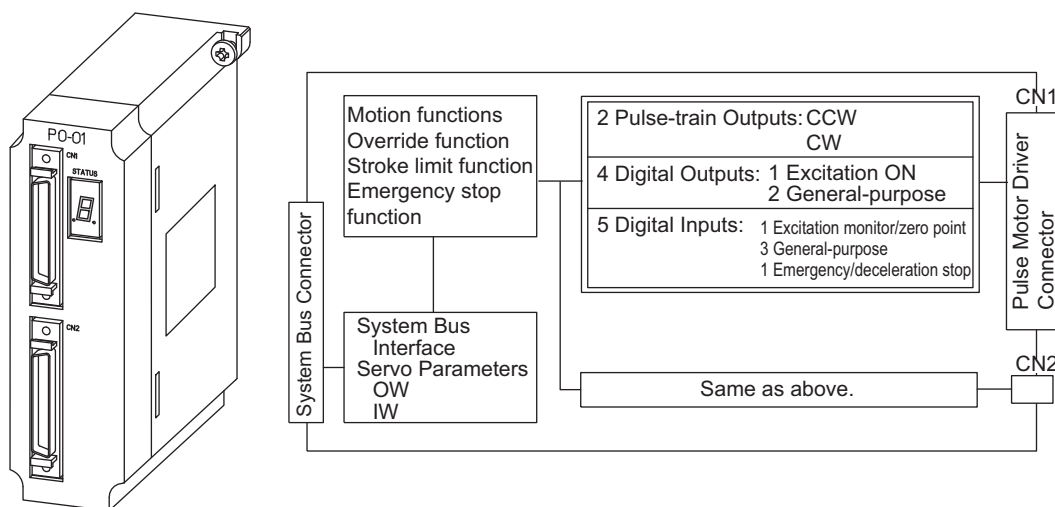 PO-01
CN1
STATUS
8
CN2
System Bus Connector
Motion functions
Override function
Stroke limit function
Emergency stop
function
System Bus
Interface
Servo Parameters
OW
IW
2 Pulse-train Outputs: CCW
CW
4 Digital Outputs: 1 Excitation ON
2 General-purpose
5 Digital Inputs: 1 Excitation monitor/zero point
3 General-purpose
1 Emergency/deceleration stop
Same as above.
CN1
Pulse Motor Driver
Connector
CN2